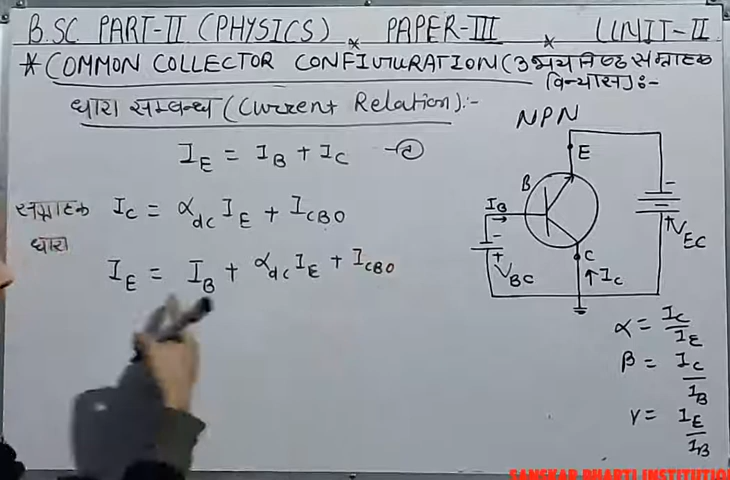 B.SC PART-II (PHYSICS) * PAPER-III * UNIT-II
* COMMON COLLECTOR CONFIUTURATION (उभयनिष्ठ संग्राहक
विन्यास) :-
धारा सम्बन्ध (Current Relation) :-
NPN
I_E = I_B + I_C
संग्राहक I_C = α_dc I_E + I_CBO
धारा
I_E = I_B + α_dc I_E + I_CBO
E
B
I_B
-
-
+
V_BC
C
↑I_C
+
V_EC
α = I_C/I_E
β = I_C/I_B
γ = I_E/I_B
SANSKAR BHARTI INSTITUTION